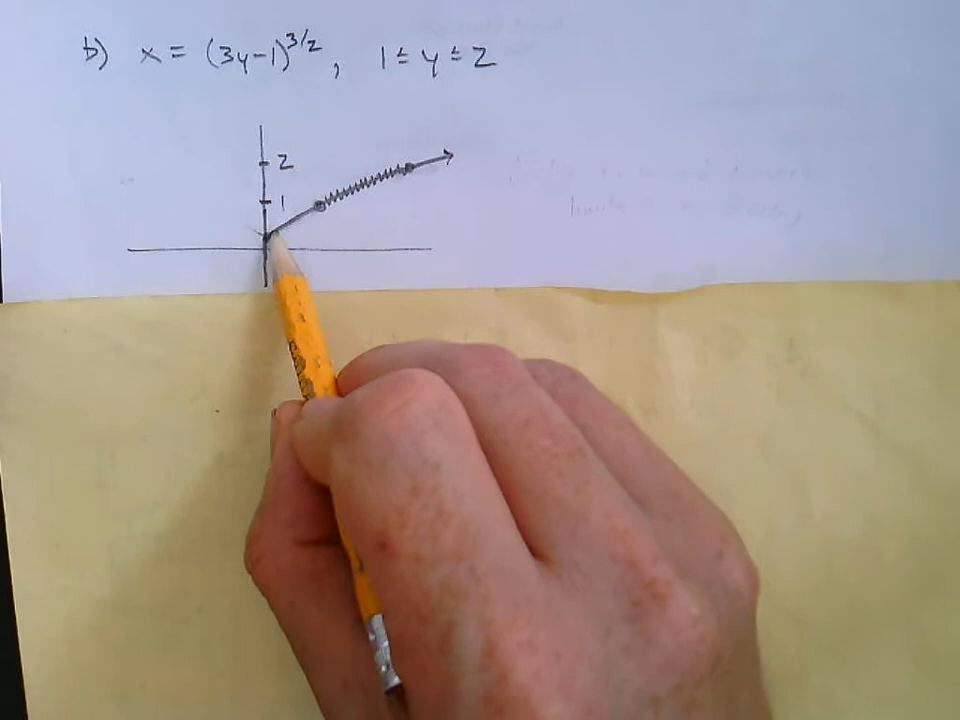 b) x = (3y-1)^{3/2}, 1 ≤ y ≤ 2
2
1